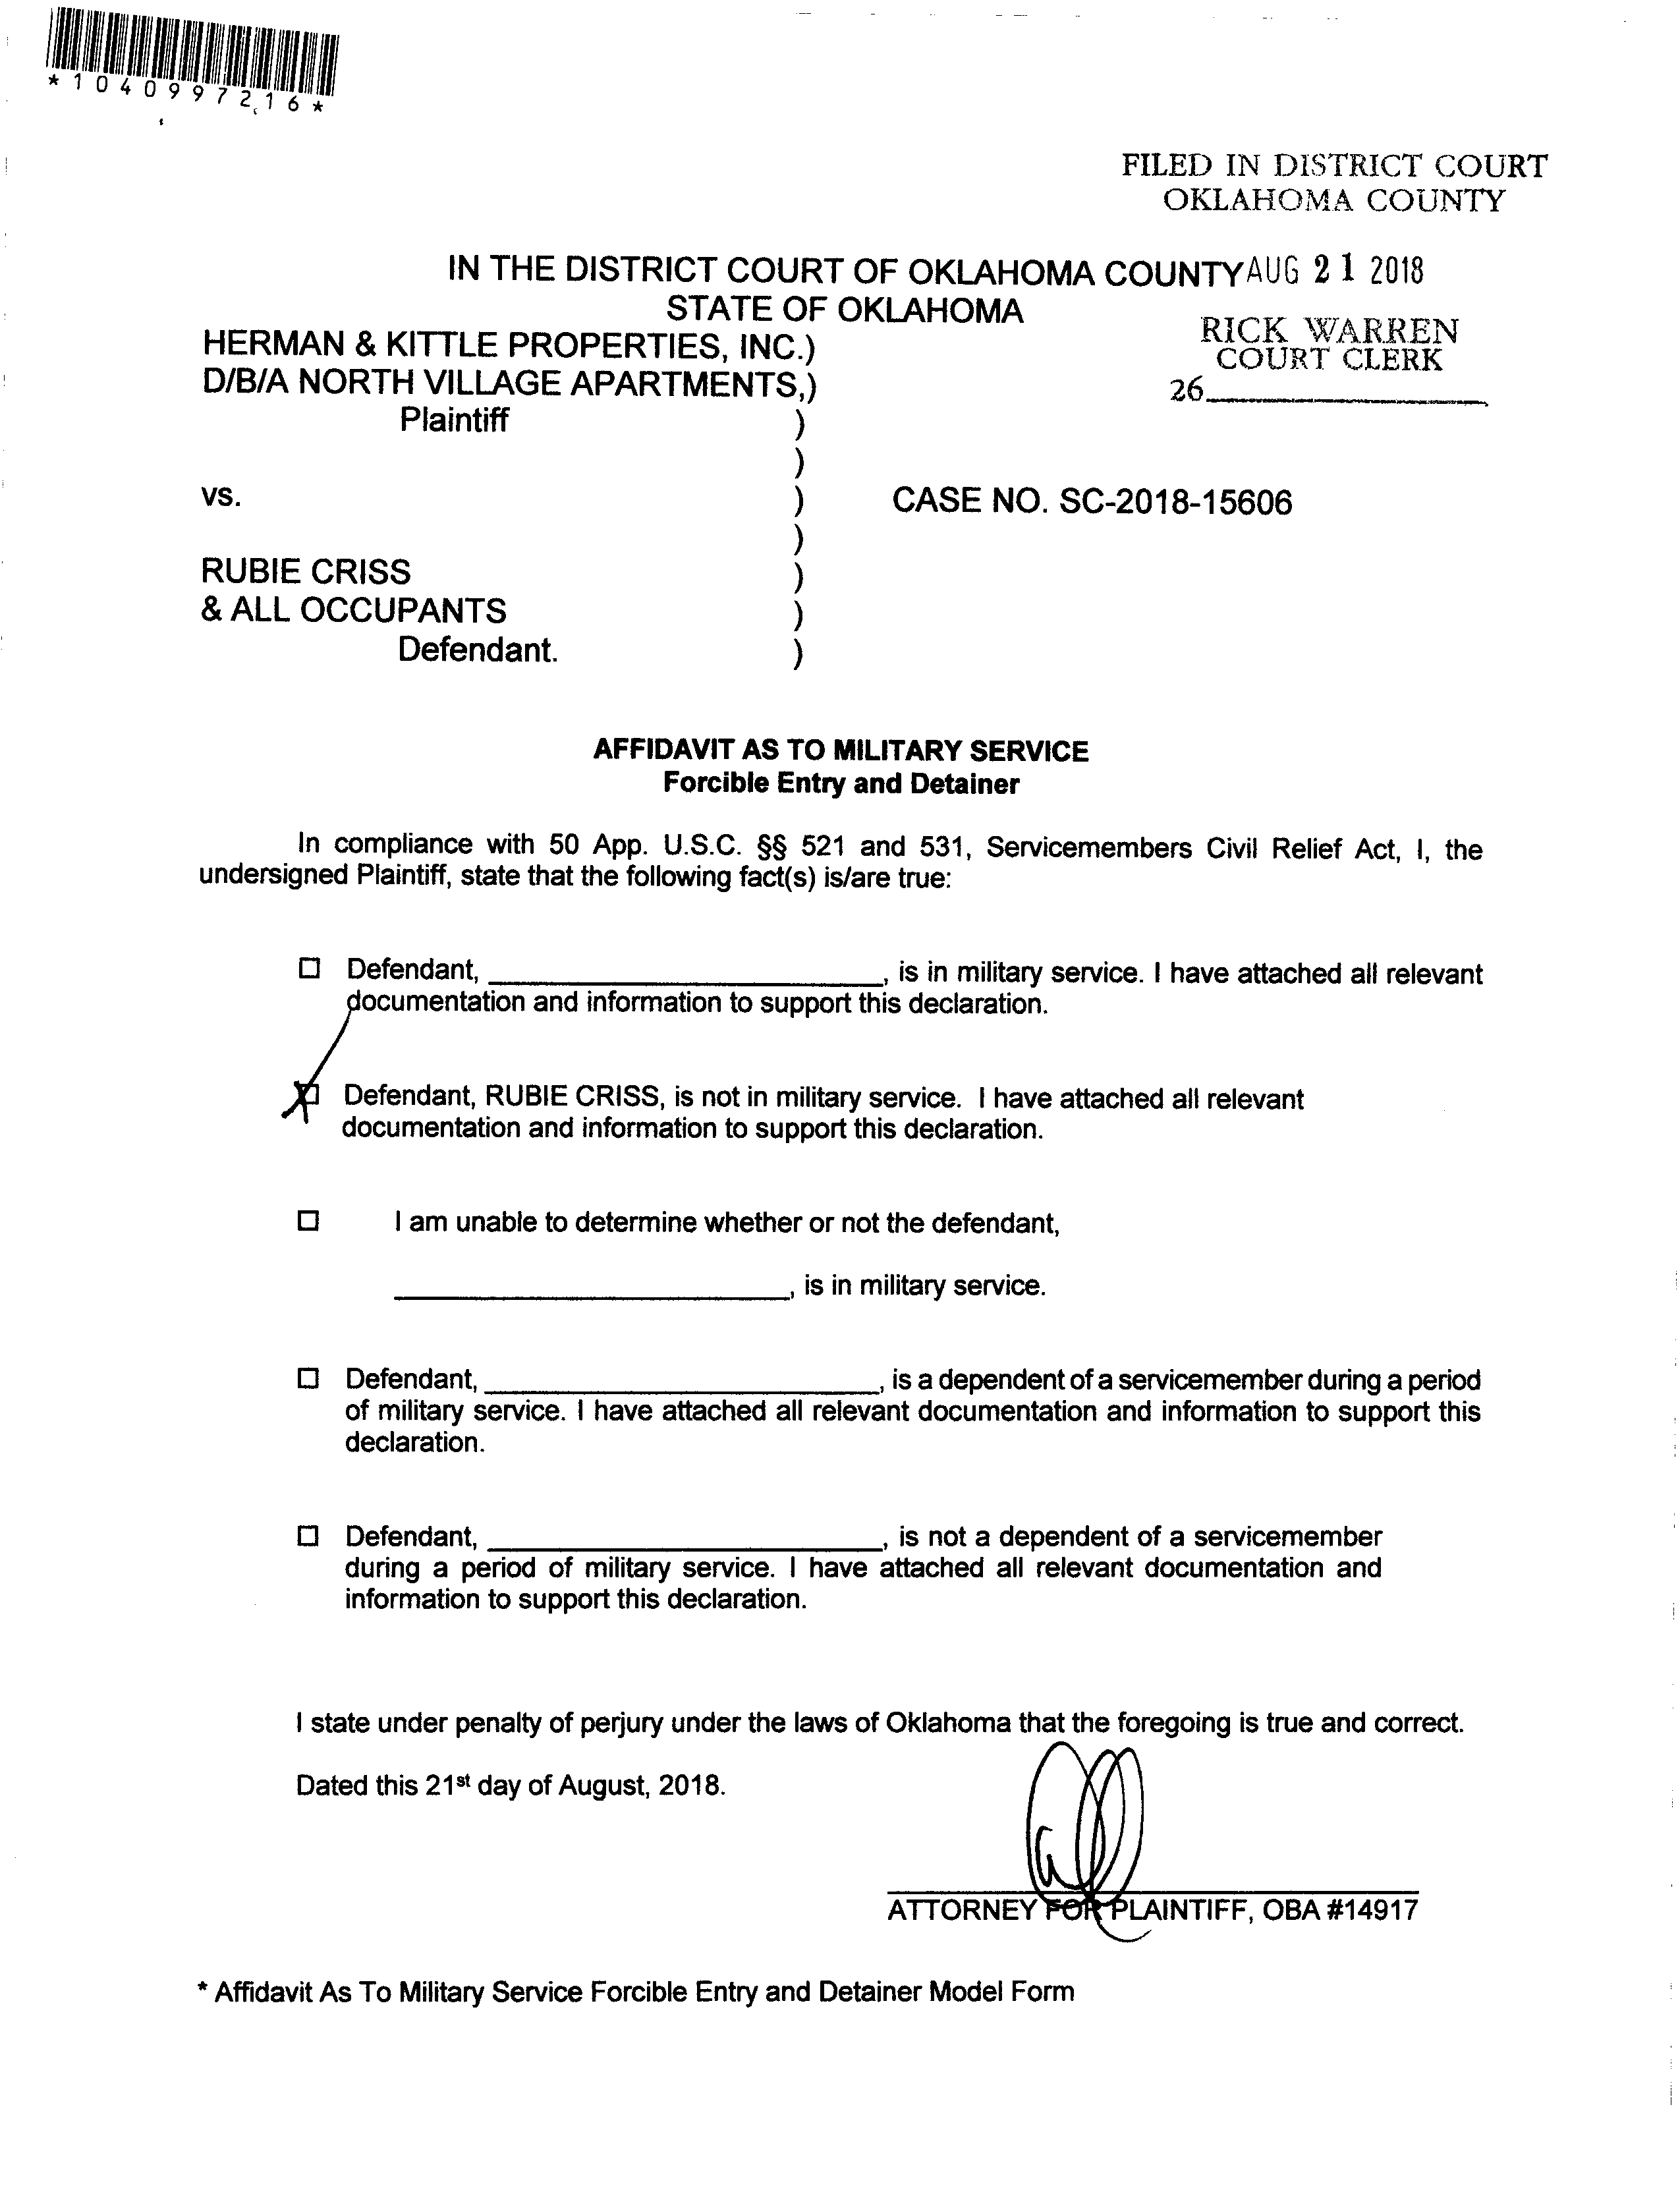 *1040997216*
FILED IN DISTRICT COURT
OKLAHOMA COUNTY
IN THE DISTRICT COURT OF OKLAHOMA COUNTY AUG 21 2018
STATE OF OKLAHOMA
RICK WARREN
COURT CLERK
26
HERMAN & KITTLE PROPERTIES, INC.)
D/B/A NORTH VILLAGE APARTMENTS,)
Plaintiff )
)
vs. ) CASE NO. SC-2018-15606
)
RUBIE CRISS )
& ALL OCCUPANTS )
Defendant. )
AFFIDAVIT AS TO MILITARY SERVICE
Forcible Entry and Detainer
In compliance with 50 App. U.S.C. §§ 521 and 531, Servicemembers Civil Relief Act, I, the
undersigned Plaintiff, state that the following fact(s) is/are true:
☐ Defendant, ____________________, is in military service. I have attached all relevant
documentation and information to support this declaration.
☒ Defendant, RUBIE CRISS, is not in military service. I have attached all relevant
documentation and information to support this declaration.
☐ I am unable to determine whether or not the defendant,
____________________, is in military service.
☐ Defendant, ____________________, is a dependent of a servicemember during a period
of military service. I have attached all relevant documentation and information to support this
declaration.
☐ Defendant, ____________________, is not a dependent of a servicemember
during a period of military service. I have attached all relevant documentation and
information to support this declaration.
I state under penalty of perjury under the laws of Oklahoma that the foregoing is true and correct.
Dated this 21st day of August, 2018.
ATTORNEY FOR PLAINTIFF, OBA #14917
* Affidavit As To Military Service Forcible Entry and Detainer Model Form